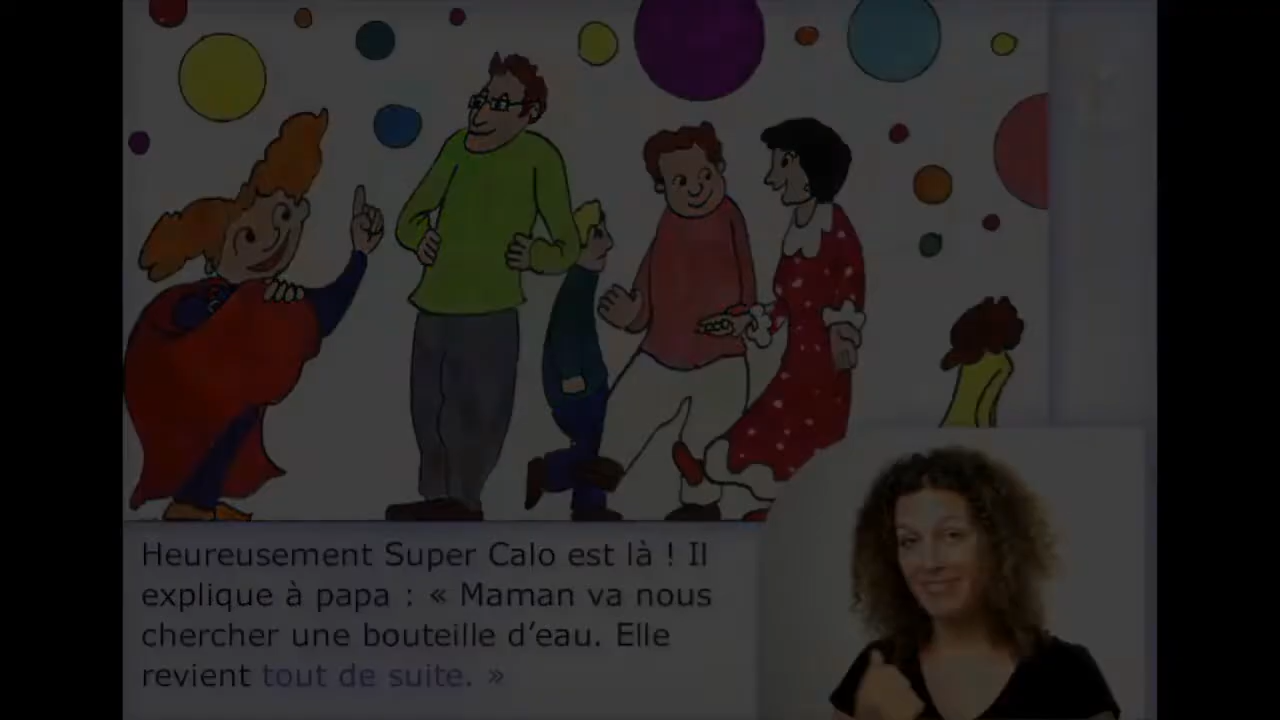 Heureusement Super Calo est là ! Il
explique à papa : « Maman va nous
chercher une bouteille d’eau. Elle
revient tout de suite. »